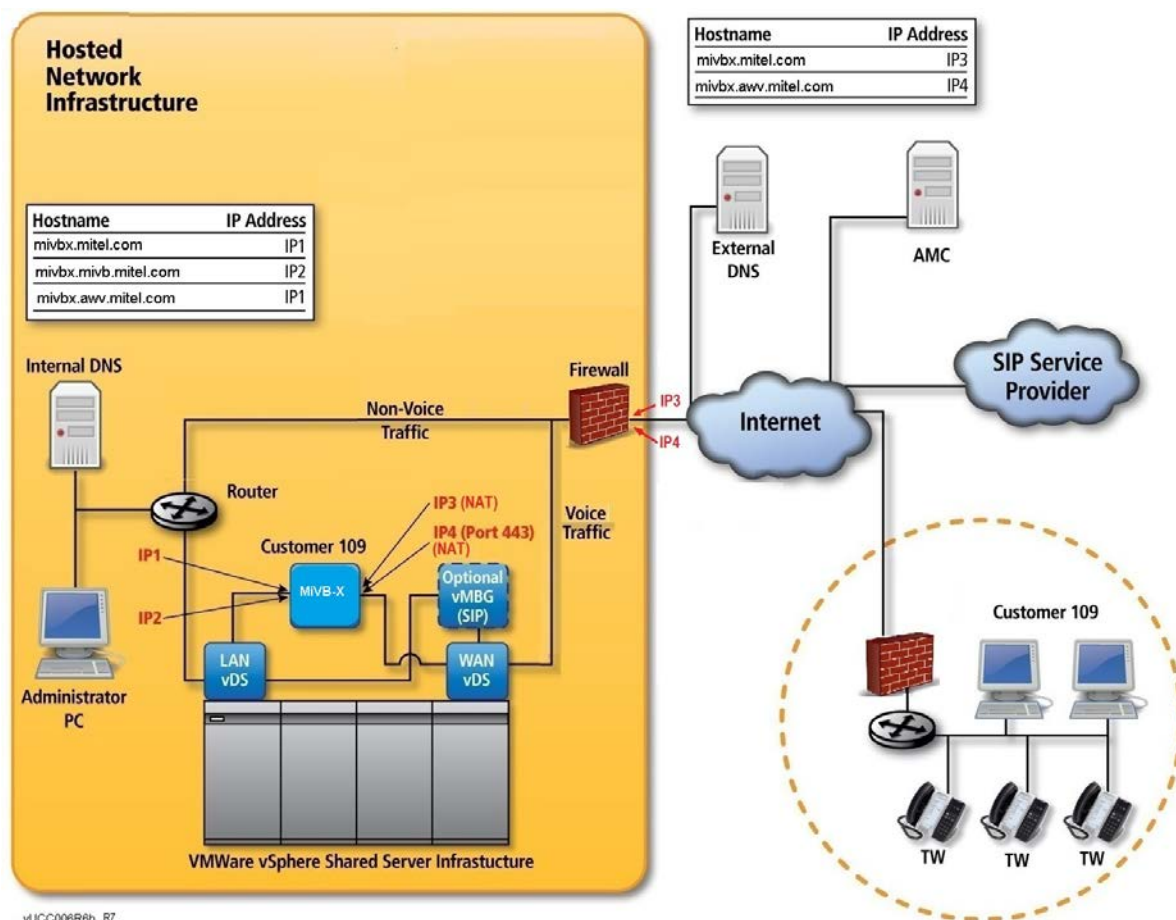 Hosted
Network
Infrastructure
Hostname IP Address
mivbx.mitel.com IP3
mivbx.awv.mitel.com IP4
Hostname IP Address
mivbx.mitel.com IP1
mivbx.mivb.mitel.com IP2
mivbx.awv.mitel.com IP1
External
DNS
AMC
Internal DNS
Firewall
SIP Service
Provider
Non-Voice
Traffic
IP3
IP4
Internet
Router
IP3 (NAT)
IP4 (Port 443)
(NAT)
Voice
Traffic
Customer 109
IP1
IP2
MiVB-X
Optional
vMBG
(SIP)
LAN
vDS
WAN
vDS
Administrator
PC
Customer 109
TW
TW
TW
VMWare vSphere Shared Server Infrastucture
vUCC006R6b_R7